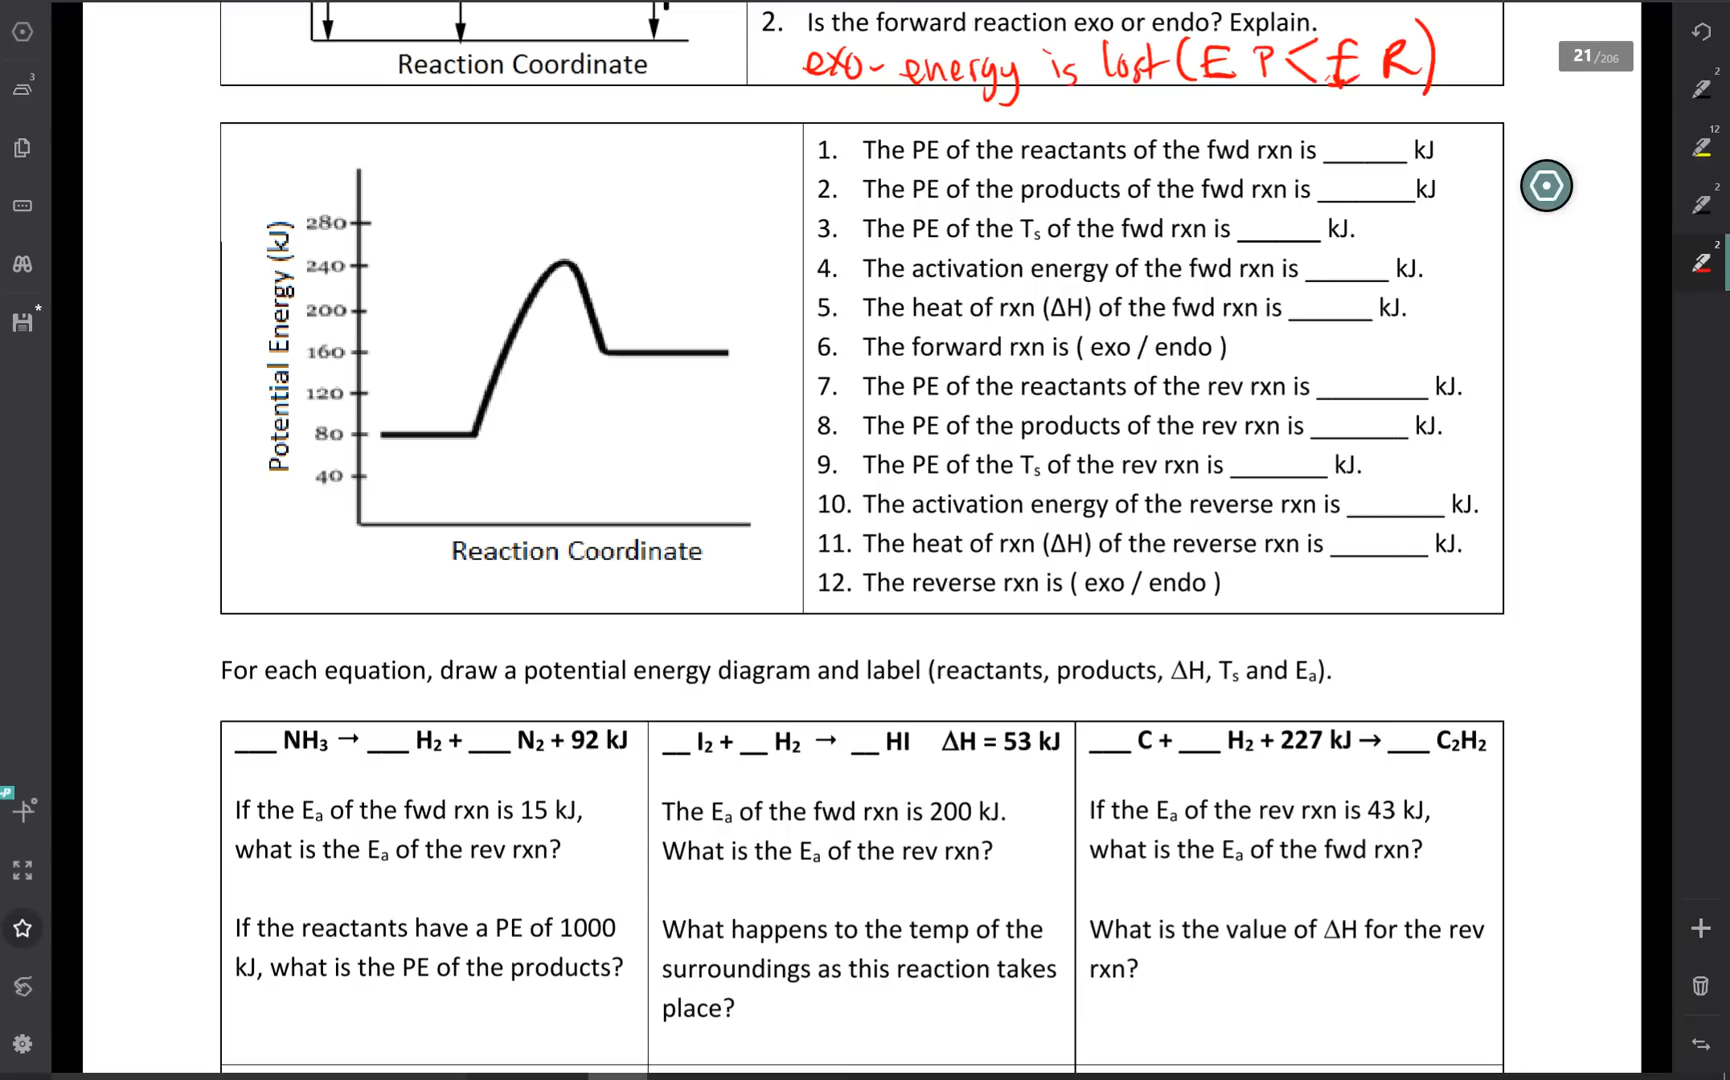 2. Is the forward reaction exo or endo? Explain.
Reaction Coordinate
exo- energy is lost (E P < E R)
21/206
3
2
12
2
2
Potential Energy (kJ)
280
240
200
160
120
80
40
Reaction Coordinate
1. The PE of the reactants of the fwd rxn is ______ kJ
2. The PE of the products of the fwd rxn is _______kJ
3. The PE of the Tₛ of the fwd rxn is ______ kJ.
4. The activation energy of the fwd rxn is ______ kJ.
5. The heat of rxn (ΔH) of the fwd rxn is ______ kJ.
6. The forward rxn is ( exo / endo )
7. The PE of the reactants of the rev rxn is ________ kJ.
8. The PE of the products of the rev rxn is _______ kJ.
9. The PE of the Tₛ of the rev rxn is _______ kJ.
10. The activation energy of the reverse rxn is _______ kJ.
11. The heat of rxn (ΔH) of the reverse rxn is _______ kJ.
12. The reverse rxn is ( exo / endo )
For each equation, draw a potential energy diagram and label (reactants, products, ΔH, Tₛ and Eₐ).
___ NH₃ → ___ H₂ + ___ N₂ + 92 kJ
If the Eₐ of the fwd rxn is 15 kJ,
what is the Eₐ of the rev rxn?
If the reactants have a PE of 1000
kJ, what is the PE of the products?
__ I₂ + __ H₂ → __ HI ΔH = 53 kJ
The Eₐ of the fwd rxn is 200 kJ.
What is the Eₐ of the rev rxn?
What happens to the temp of the
surroundings as this reaction takes
place?
___ C + ___ H₂ + 227 kJ → ___ C₂H₂
If the Eₐ of the rev rxn is 43 kJ,
what is the Eₐ of the fwd rxn?
What is the value of ΔH for the rev
rxn?
P